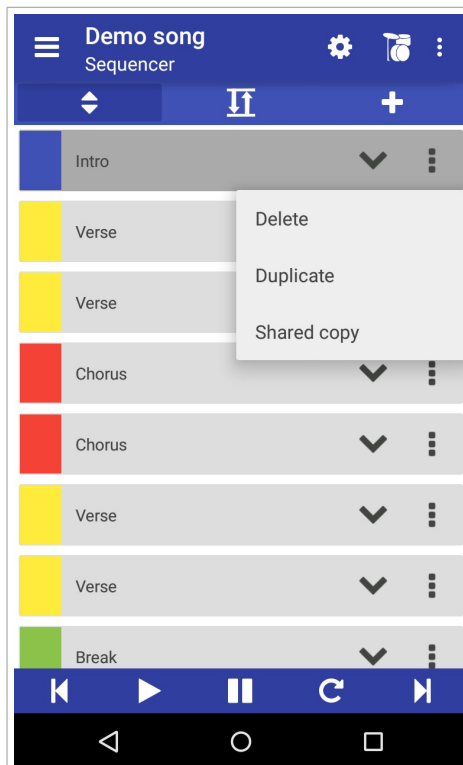 Demo song
Sequencer
Intro
Verse
Delete
Duplicate
Verse
Shared copy
Chorus
Chorus
Verse
Verse
Break